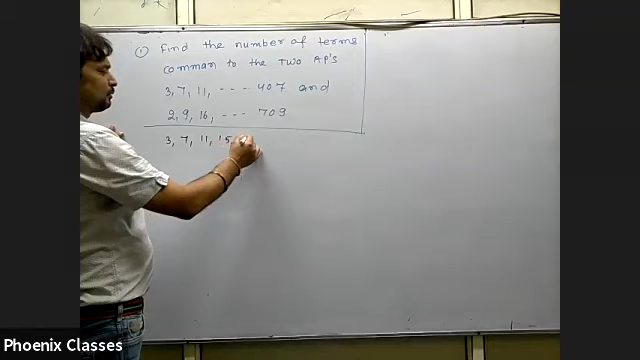 ① Find the number of terms
comman to the TWO AP's
3, 7, 11, - - - - 407 and
2, 9, 16, - - - 709
3, 7, 11, 15
Phoenix Classes